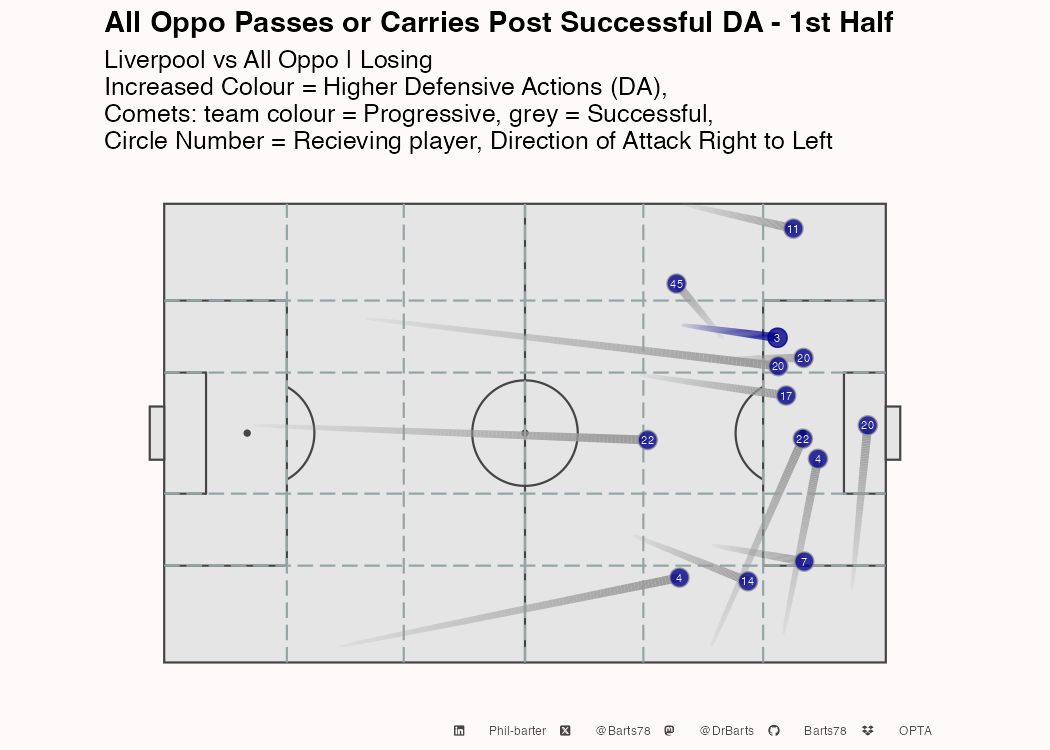 All Oppo Passes or Carries Post Successful DA - 1st Half
Liverpool vs All Oppo | Losing
Increased Colour = Higher Defensive Actions (DA),
Comets: team colour = Progressive, grey = Successful,
Circle Number = Recieving player, Direction of Attack Right to Left
11
45
3
20
20
17
20
22
22
4
7
4
14
Phil-barter @Barts78 @DrBarts Barts78 OPTA